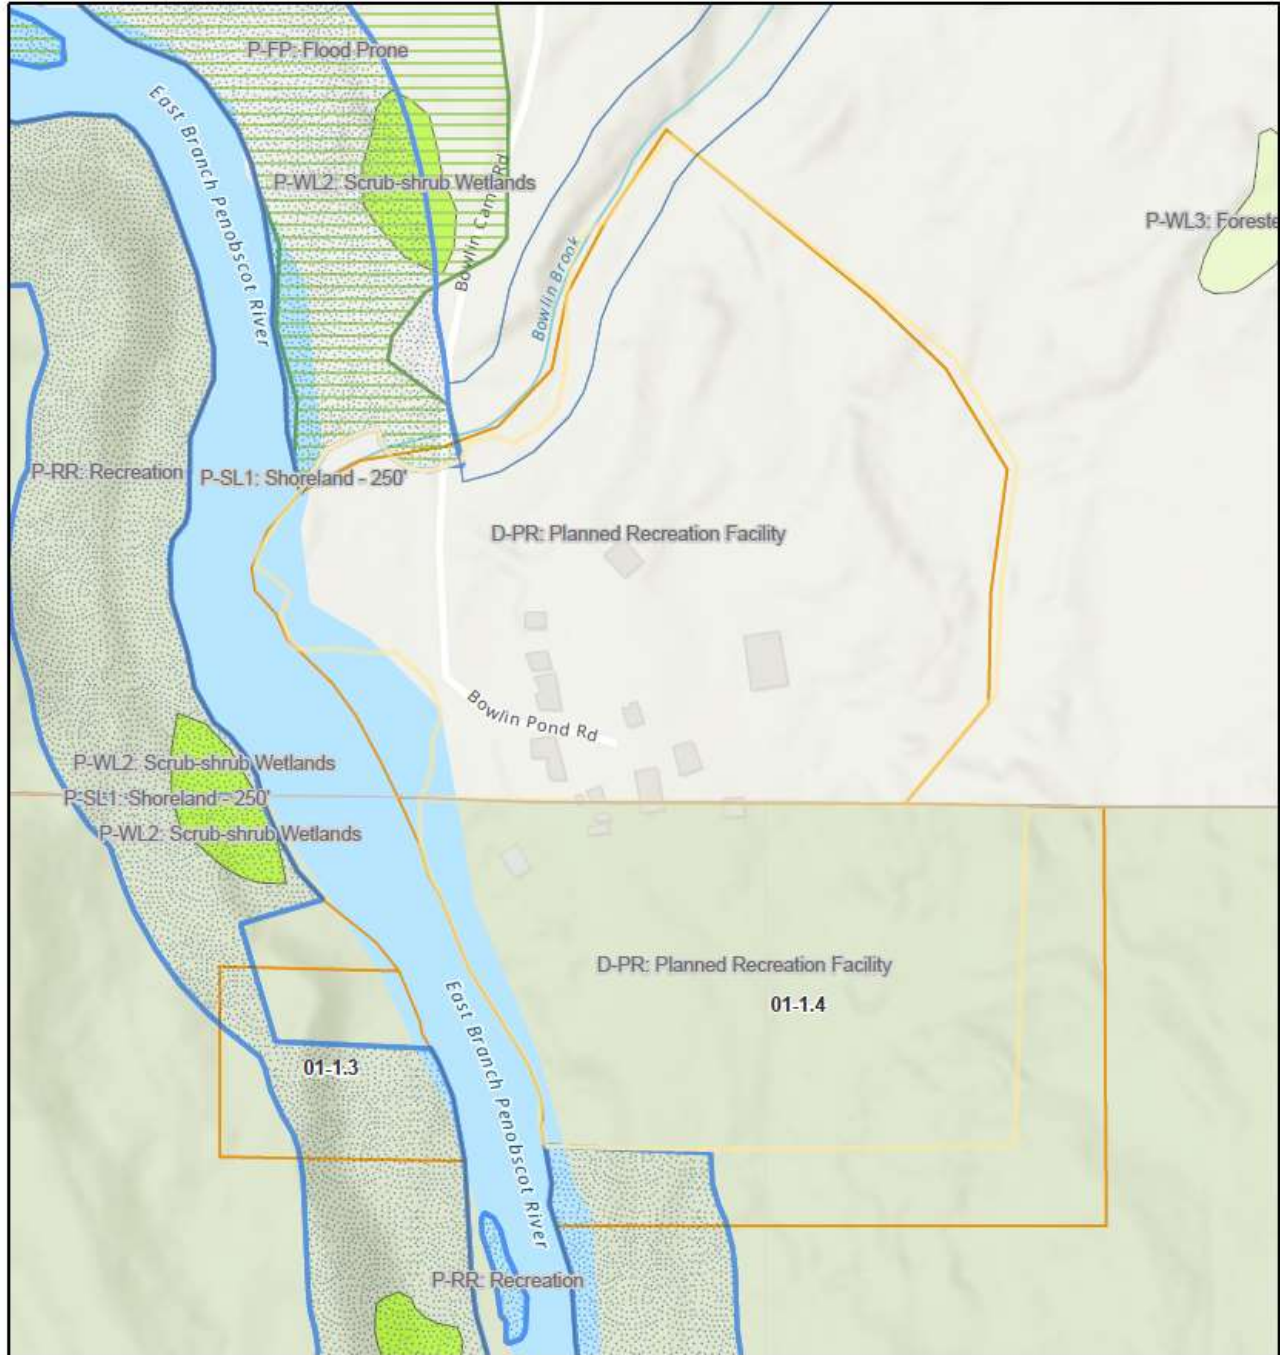 P-FP: Flood Prone
East Branch Penobscot River
P-WL2: Scrub-shrub Wetlands
Bowlin Camp Rd
P-WL3: Foreste
Bowlin Brook
P-RR: Recreation
P-SL1: Shoreland - 250'
D-PR: Planned Recreation Facility
Bowlin Pond Rd
P-WL2: Scrub-shrub Wetlands
P-SL1: Shoreland - 250'
P-WL2: Scrub-shrub Wetlands
D-PR: Planned Recreation Facility
01-1.4
East Branch Penobscot River
01-1.3
P-RR: Recreation